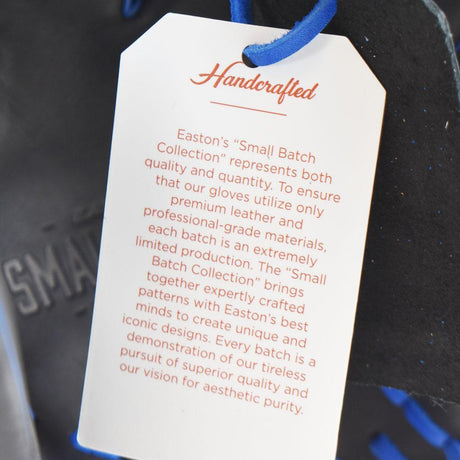 Handcrafted
Easton's "Small Batch
Collection" represents both
quality and quantity. To ensure
that our gloves utilize only
premium leather and
professional-grade materials,
each batch is an extremely
limited production. The "Small
Batch Collection" brings
together expertly crafted
patterns with Easton's best
minds to create unique and
iconic designs. Every batch is a
demonstration of our tireless
pursuit of superior quality and
our vision for aesthetic purity.
SMA